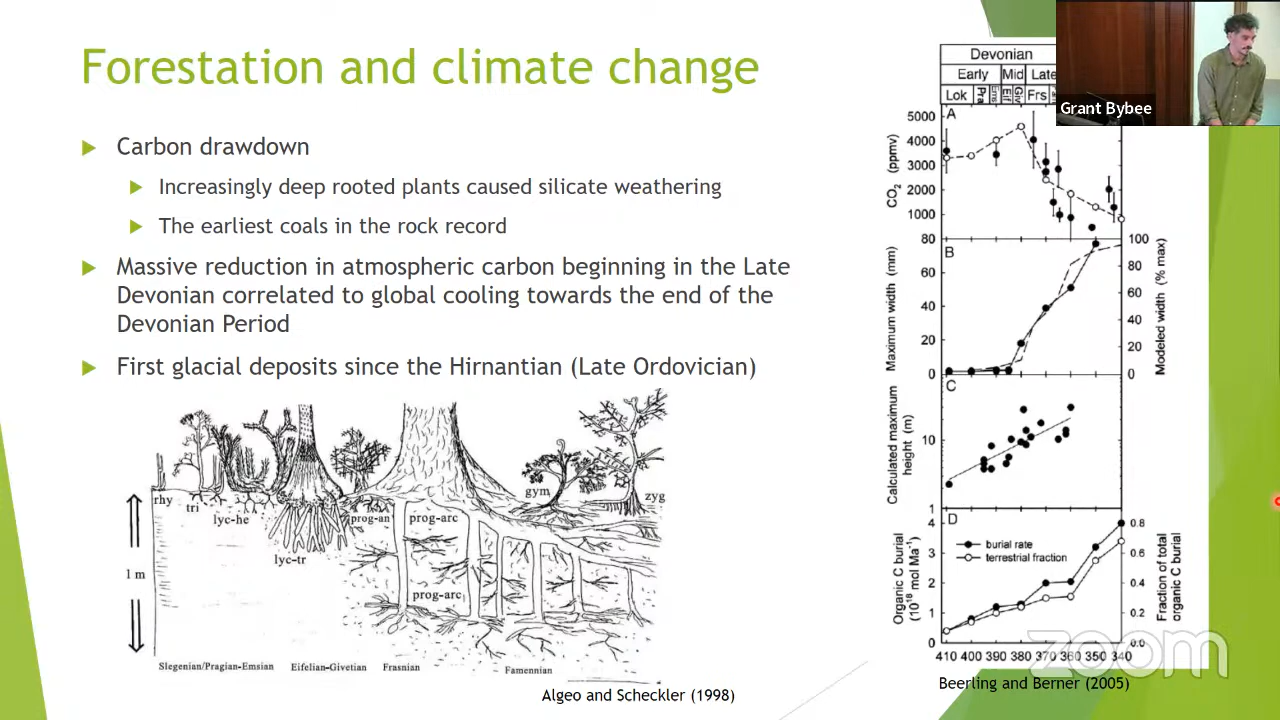 Forestation and climate change
Carbon drawdown
Increasingly deep rooted plants caused silicate weathering
The earliest coals in the rock record
Massive reduction in atmospheric carbon beginning in the Late
Devonian correlated to global cooling towards the end of the
Devonian Period
First glacial deposits since the Hirnantian (Late Ordovician)
rhy
tri
lyc-he
lyc-tr
prog-an
prog-arc
prog-arc
gym
zyg
1 m
Slegenian/Pragian-Emsian Eifelian-Givetian Frasnian Famennian
Algeo and Scheckler (1998)
Grant Bybee
Devonian
Early Mid Late
Lok Pra Ems Eif Giv Frs
A
CO2 (ppmv)
5000
4000
3000
2000
1000
B
Maximum width (mm)
80
60
40
20
0
Modeled width (% max)
100
80
60
40
20
0
C
Calculated maximum
height (m)
10
1
D
burial rate
terrestrial fraction
Organic C burial
(1018 mol Ma-1)
4
3
2
1
0
Fraction of total
organic C burial
0.8
0.6
0.4
0.2
0.0
410 400 390 380 370 360 350 340
zoom
Beerling and Berner (2005)